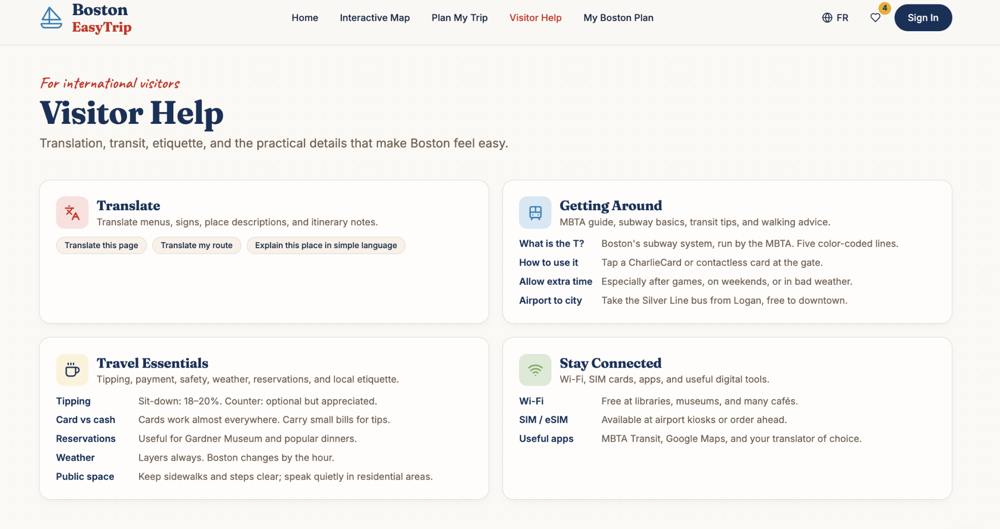 Boston
EasyTrip
Home
Interactive Map
Plan My Trip
Visitor Help
My Boston Plan
FR
4
Sign In
For international visitors
Visitor Help
Translation, transit, etiquette, and the practical details that make Boston feel easy.
Translate
Translate menus, signs, place descriptions, and itinerary notes.
Translate this page
Translate my route
Explain this place in simple language
Getting Around
MBTA guide, subway basics, transit tips, and walking advice.
What is the T? Boston's subway system, run by the MBTA. Five color-coded lines.
How to use it Tap a CharlieCard or contactless card at the gate.
Allow extra time Especially after games, on weekends, or in bad weather.
Airport to city Take the Silver Line bus from Logan, free to downtown.
Travel Essentials
Tipping, payment, safety, weather, reservations, and local etiquette.
Tipping Sit-down: 18–20%. Counter: optional but appreciated.
Card vs cash Cards work almost everywhere. Carry small bills for tips.
Reservations Useful for Gardner Museum and popular dinners.
Weather Layers always. Boston changes by the hour.
Public space Keep sidewalks and steps clear; speak quietly in residential areas.
Stay Connected
Wi-Fi, SIM cards, apps, and useful digital tools.
Wi-Fi Free at libraries, museums, and many cafés.
SIM / eSIM Available at airport kiosks or order ahead.
Useful apps MBTA Transit, Google Maps, and your translator of choice.